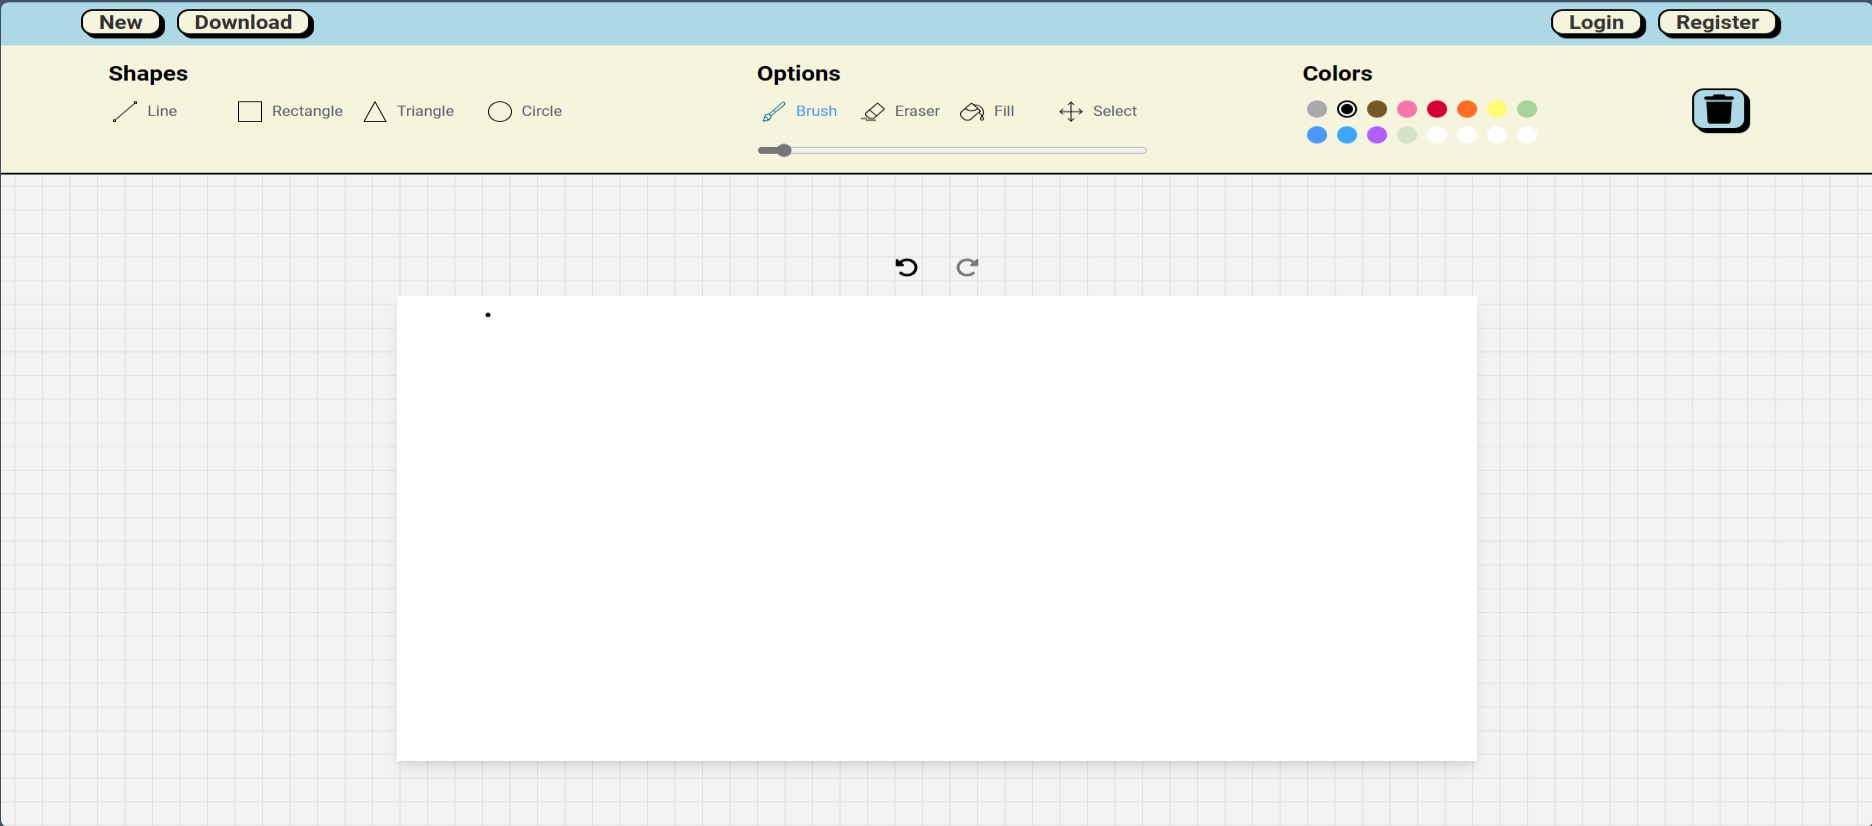 New Download Login Register
Shapes Options Colors
Line Rectangle Triangle Circle Brush Eraser Fill Select